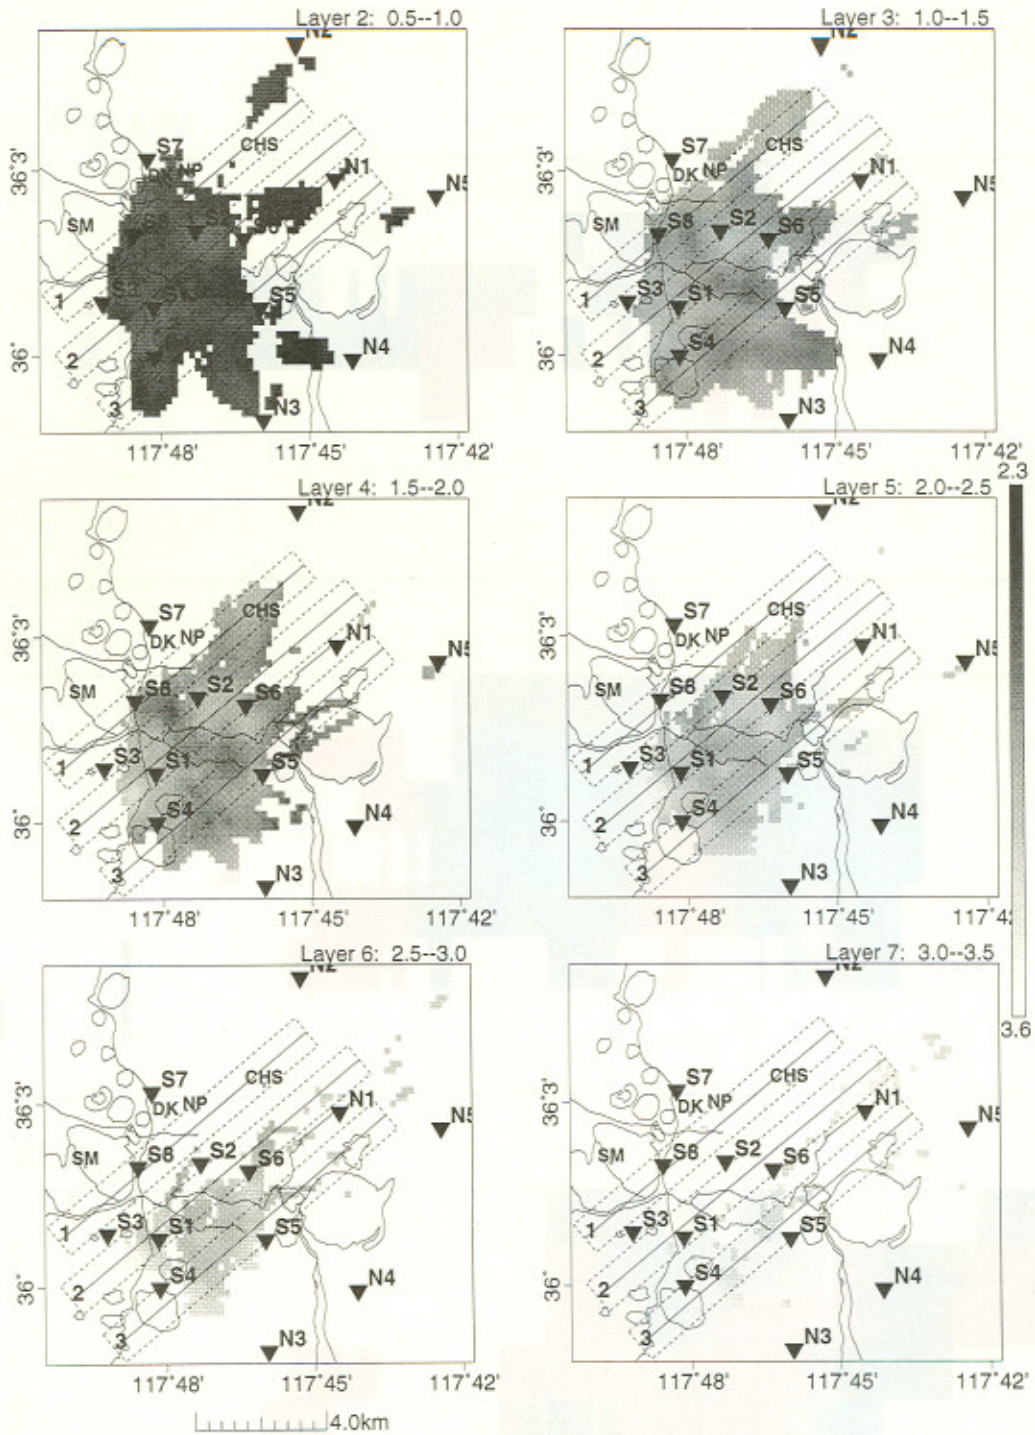 Layer 2: 0.5--1.0
N2
S7
DK NP
CHS
N1
N5
SM
S8
S2
S6
S3
S1
S5
S4
N4
N3
1
2
3
36°3'
36°
117°48'
117°45'
117°42'
Layer 3: 1.0--1.5
N2
S7
DK NP
CHS
N1
N5
SM
S8
S2
S6
S3
S1
S5
S4
N4
N3
1
2
3
36°3'
36°
117°48'
117°45'
117°42'
2.3
3.6
Layer 4: 1.5--2.0
N2
S7
DK NP
CHS
N1
N5
SM
S8
S2
S6
S3
S1
S5
S4
N4
N3
1
2
3
36°3'
36°
117°48'
117°45'
117°42'
Layer 5: 2.0--2.5
S7
DK NP
CHS
N1
N5
SM
S8
S2
S6
S3
S1
S5
S4
N4
N3
1
2
3
36°3'
36°
117°48'
117°45'
117°42'
Layer 6: 2.5--3.0
N2
S7
DK NP
CHS
N1
N5
SM
S8
S2
S6
S3
S1
S5
S4
N4
N3
1
2
3
36°3'
36°
117°48'
117°45'
117°42'
Layer 7: 3.0--3.5
N2
S7
DK NP
CHS
N1
N5
SM
S8
S2
S6
S3
S1
S5
S4
N4
N3
1
2
3
36°3'
36°
117°48'
117°45'
117°42'
4.0km